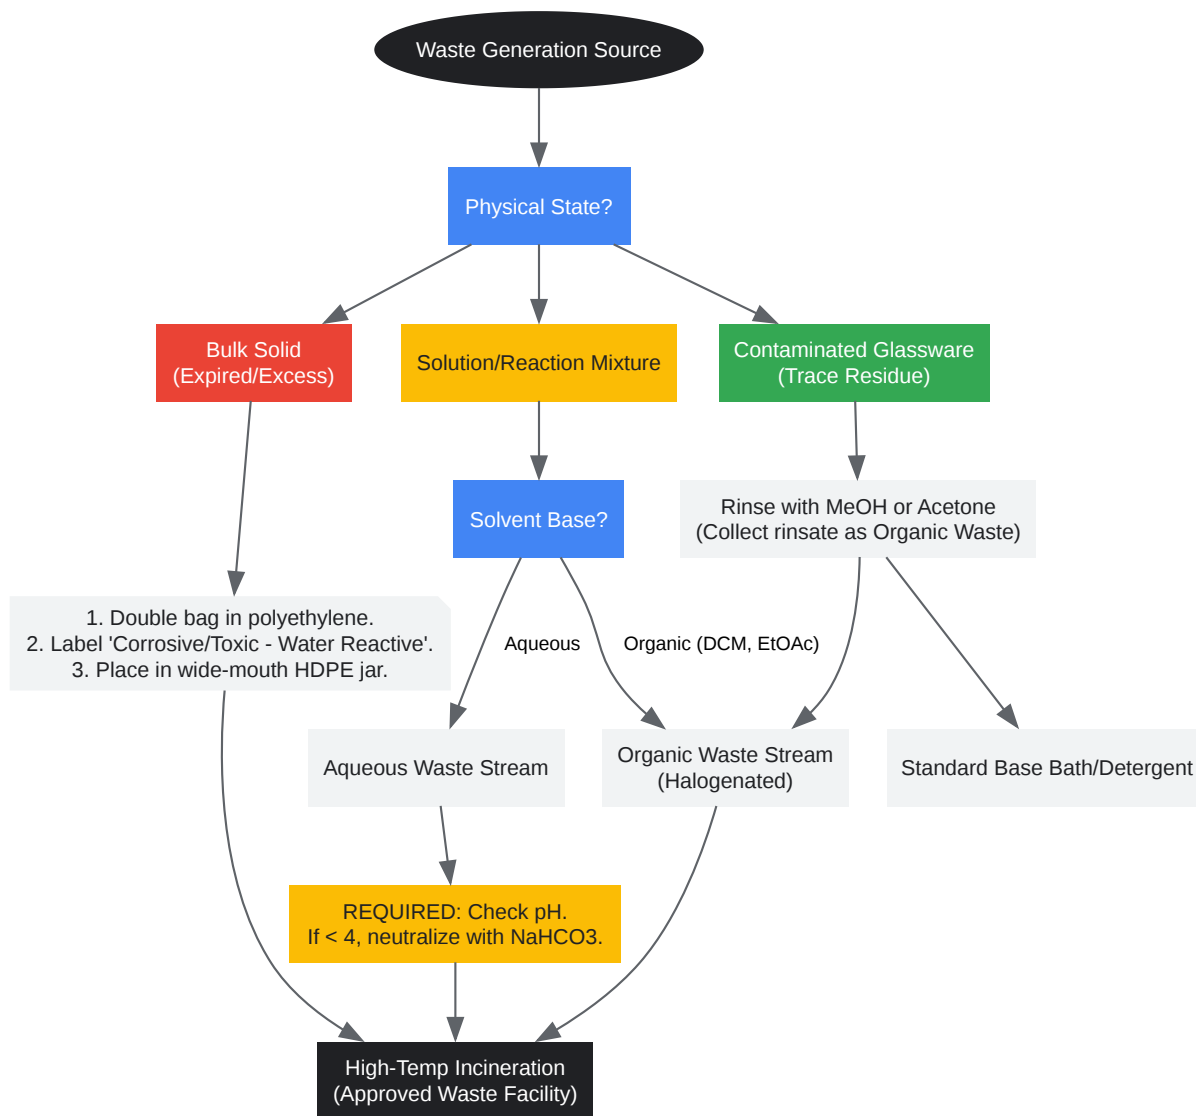 Waste Generation Source
Physical State?
Bulk Solid
(Expired/Excess)
Solution/Reaction Mixture
Contaminated Glassware
(Trace Residue)
Solvent Base?
Rinse with MeOH or Acetone
(Collect rinsate as Organic Waste)
1. Double bag in polyethylene.
2. Label 'Corrosive/Toxic - Water Reactive'.
3. Place in wide-mouth HDPE jar.
Aqueous
Organic (DCM, EtOAc)
Aqueous Waste Stream
Organic Waste Stream
(Halogenated)
Standard Base Bath/Detergent
REQUIRED: Check pH.
If < 4, neutralize with NaHCO3.
High-Temp Incineration
(Approved Waste Facility)